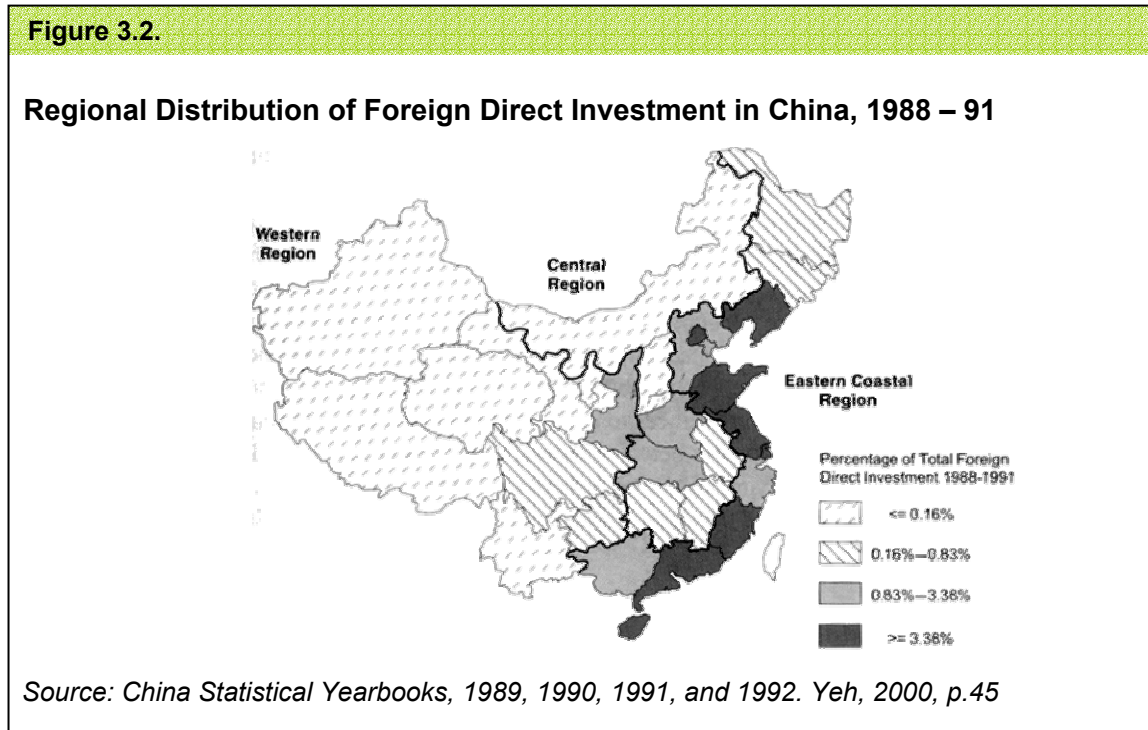 Figure 3.2.
Regional Distribution of Foreign Direct Investment in China, 1988 – 91
Western
Region
Central
Region
Eastern Coastal
Region
Percentage of Total Foreign
Direct Investment 1988-1991
<= 0.16%
0.16%—0.83%
0.83%—3.38%
>= 3.38%
Source: China Statistical Yearbooks, 1989, 1990, 1991, and 1992. Yeh, 2000, p.45